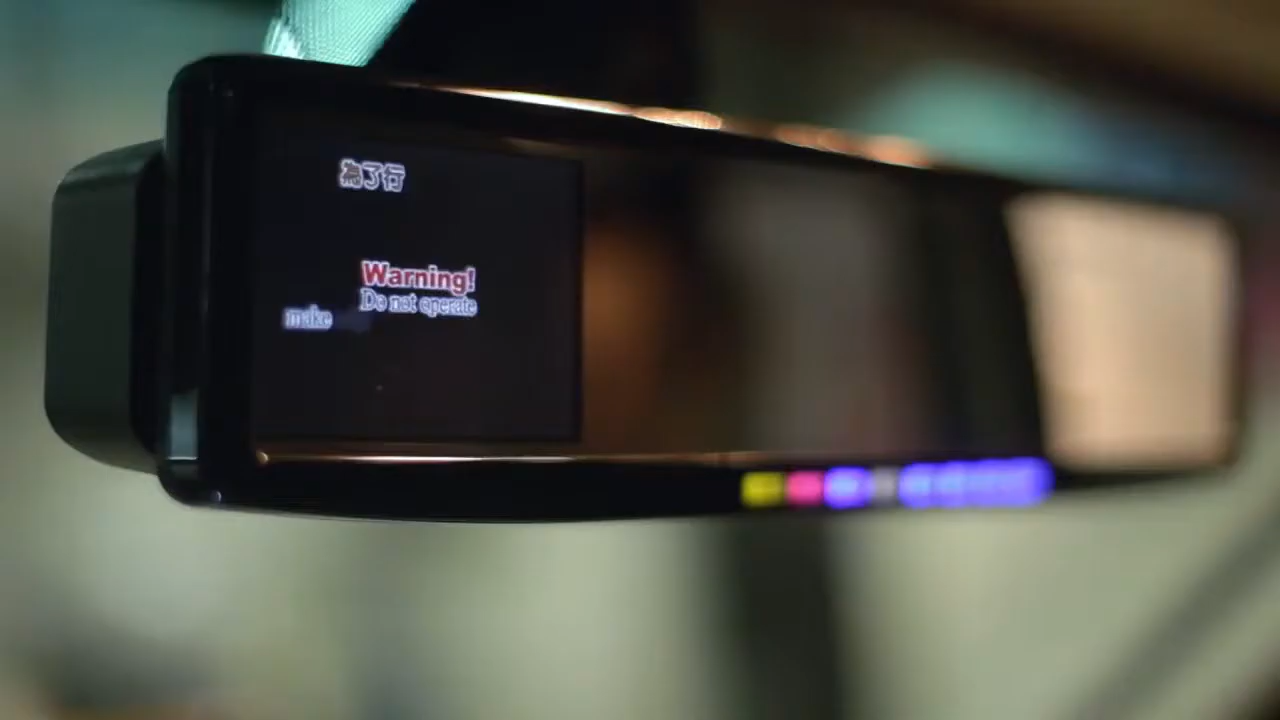 為了行
Warning!
Do not operate
make